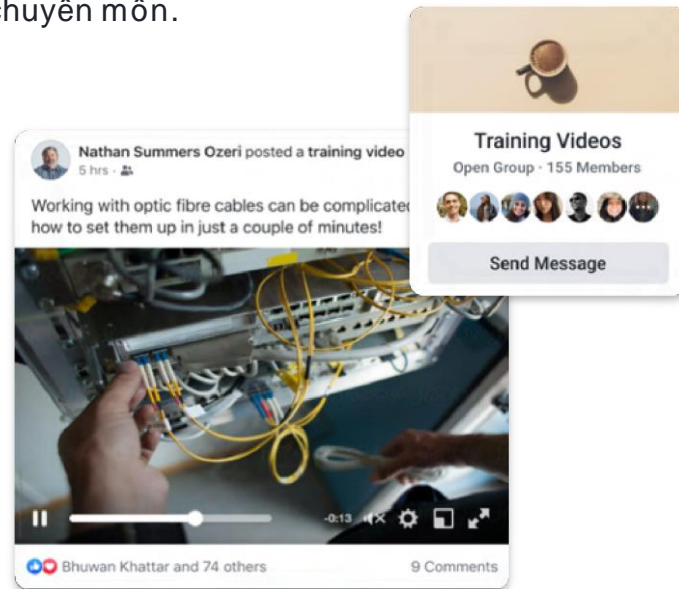 chuyên môn.
Training Videos
Open Group · 155 Members
Send Message
Nathan Summers Ozeri posted a training video
5 hrs ·
Working with optic fibre cables can be complicated
how to set them up in just a couple of minutes!
-0:13
Bhuwan Khattar and 74 others
9 Comments